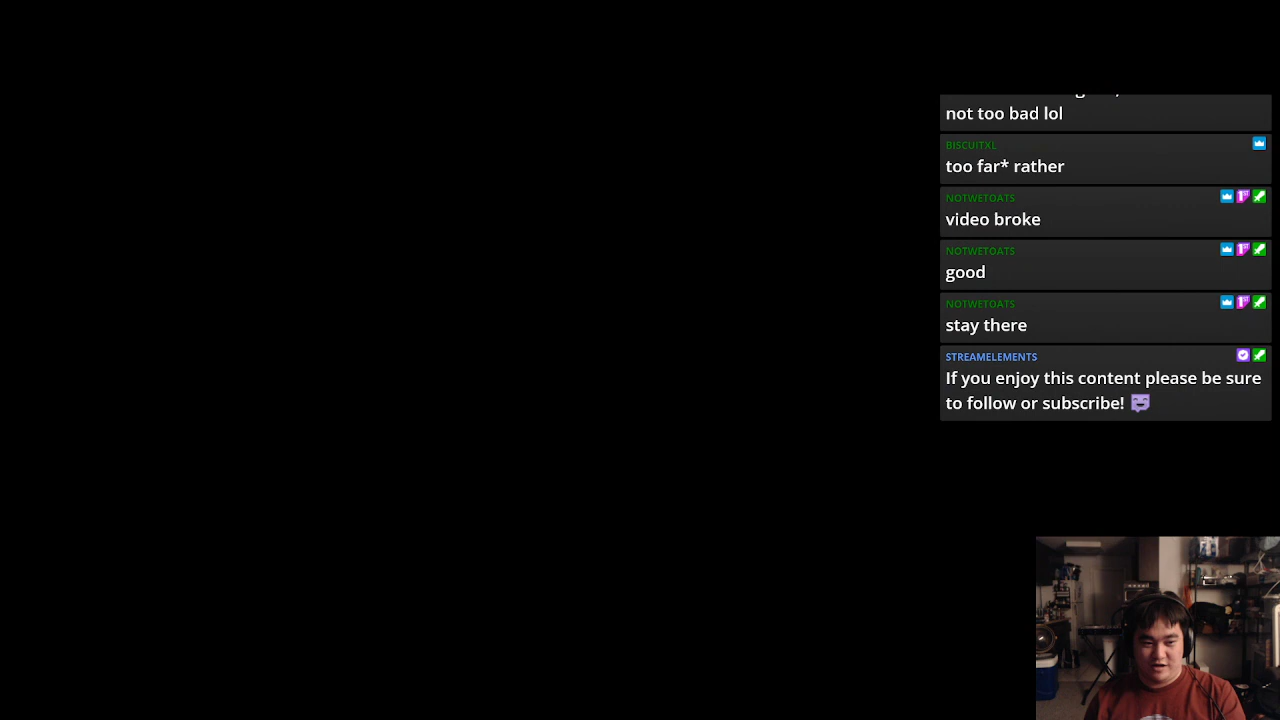 not too bad lol
BISCUITXL
too far* rather
NOTWETOATS
video broke
NOTWETOATS
good
NOTWETOATS
stay there
STREAMELEMENTS
If you enjoy this content please be sure
to follow or subscribe!